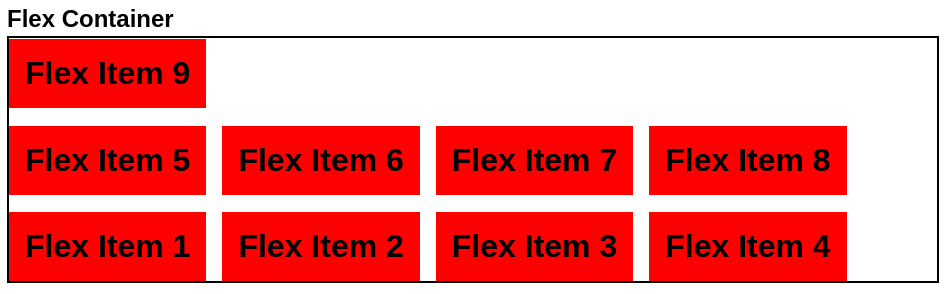 Flex Container
Flex Item 9
Flex Item 5 Flex Item 6 Flex Item 7 Flex Item 8
Flex Item 1 Flex Item 2 Flex Item 3 Flex Item 4